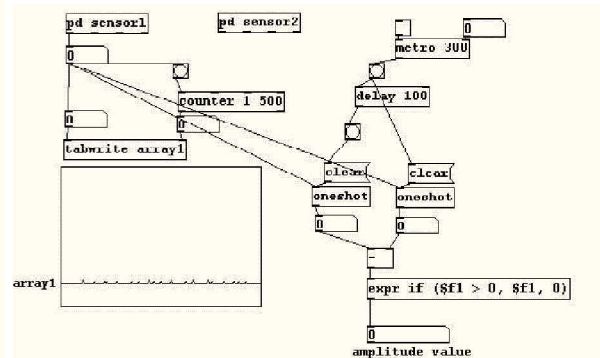 pd sensor1
pd sensor2
0
0
metro 300
counter 1 500
delay 100
0
0
tabwrite array1
clear
clear
oneshot
oneshot
0
0
-
array1
expr if ($f1 > 0, $f1, 0)
0
amplitude value